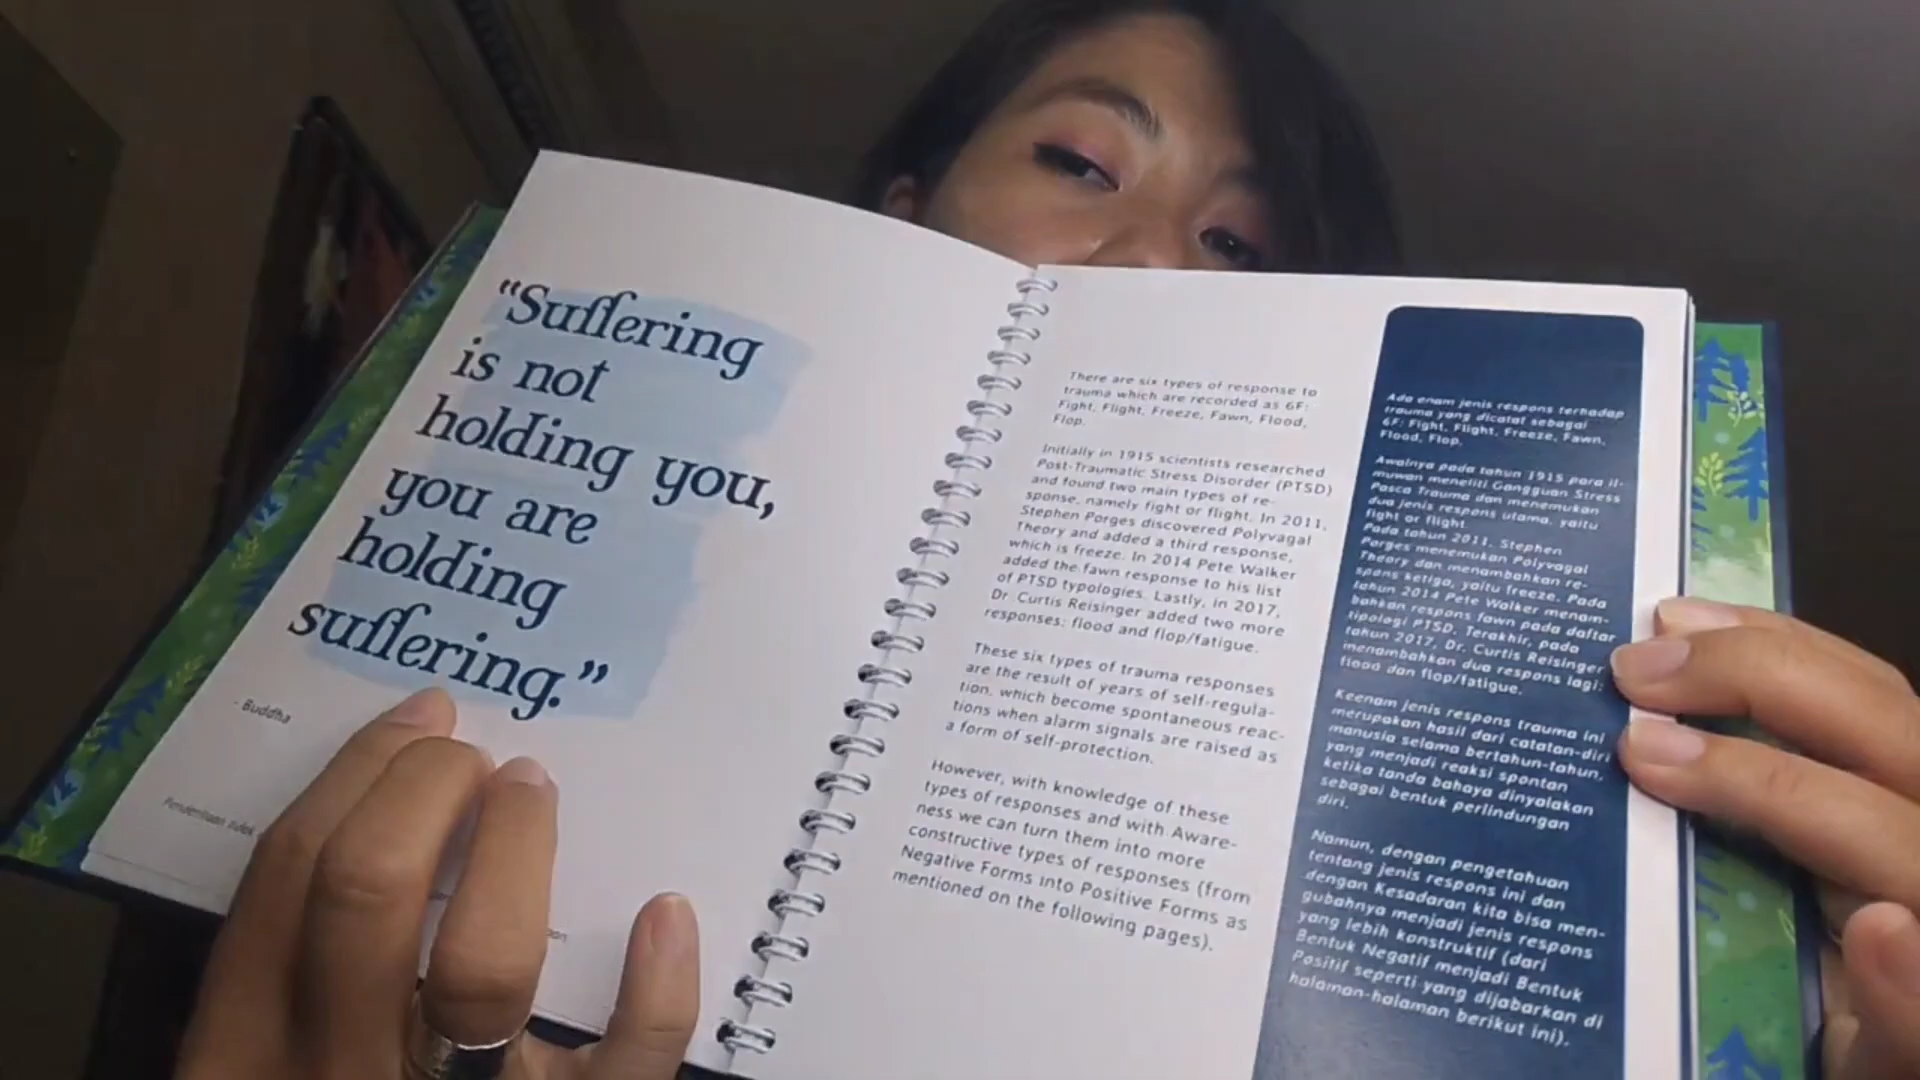 “Suffering
is not
holding you,
you are
holding
suffering.”
- Buddha
Penderitaan tidak
There are six types of response to
trauma which are recorded as 6F:
Fight, Flight, Freeze, Fawn, Flood,
Flop.
Initially in 1915 scientists researched
Post-Traumatic Stress Disorder (PTSD)
and found two main types of re-
sponse, namely fight or flight. In 2011,
Stephen Porges discovered Polyvagal
Theory and added a third response,
which is freeze. In 2014 Pete Walker
added the fawn response to his list
of PTSD typologies. Lastly, in 2017,
Dr. Curtis Reisinger added two more
responses: flood and flop/fatigue.
These six types of trauma responses
are the result of years of self-regula-
tion, which become spontaneous reac-
tions when alarm signals are raised as
a form of self-protection.
However, with knowledge of these
types of responses and with Aware-
ness we can turn them into more
constructive types of responses (from
Negative Forms into Positive Forms as
mentioned on the following pages).
Ada enam jenis respons terhadap
trauma yang dicatat sebagai
6F: Fight, Flight, Freeze, Fawn,
Flood, Flop.
Awalnya pada tahun 1915 para il-
muwan meneliti Gangguan Stress
Pasca Trauma dan menemukan
dua jenis respons utama, yaitu
fight or flight.
Pada tahun 2011, Stephen
Porges menemukan Polyvagal
Theory dan menambahkan re-
spons ketiga, yaitu freeze. Pada
tahun 2014 Pete Walker menam-
bahkan respons fawn pada daftar
tipologi PTSD. Terakhir, pada
tahun 2017, Dr. Curtis Reisinger
menambahkan dua respons lagi:
flood dan flop/fatigue.
Keenam jenis respons trauma ini
merupakan hasil dari catatan-diri
manusia selama bertahun-tahun,
yang menjadi reaksi spontan
ketika tanda bahaya dinyalakan
sebagai bentuk perlindungan
diri.
Namun, dengan pengetahuan
tentang jenis respons ini dan
dengan Kesadaran kita bisa men-
gubahnya menjadi jenis respons
yang lebih konstruktif (dari
Bentuk Negatif menjadi Bentuk
Positif seperti yang dijabarkan di
halaman-halaman berikut ini).